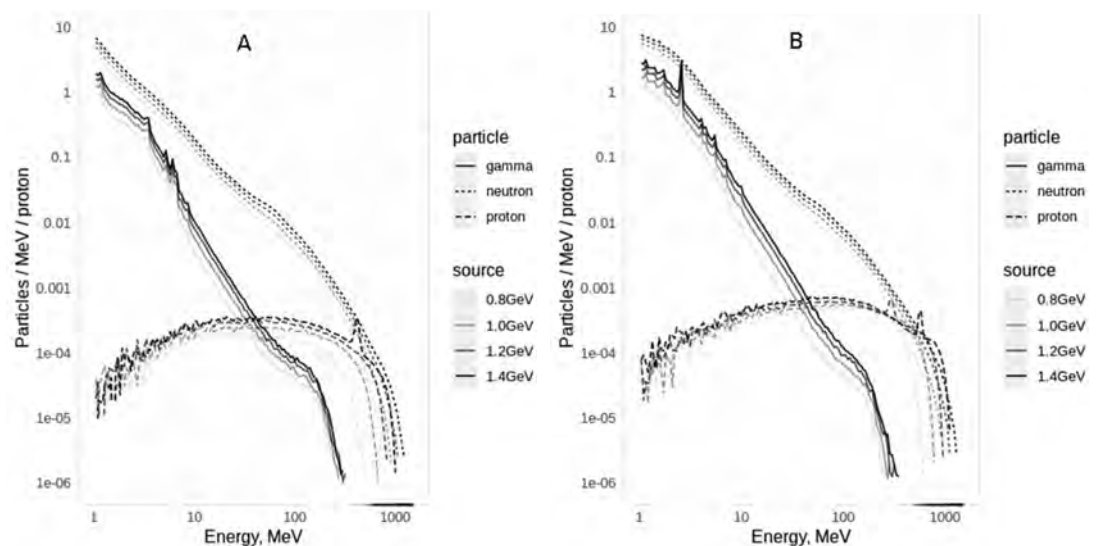 A
10
1
0.1
0.01
0.001
1e-04
1e-05
1e-06
Particles / MeV / proton
1
10
100
1000
Energy, MeV
particle
gamma
neutron
proton
source
0.8GeV
1.0GeV
1.2GeV
1.4GeV
B
10
1
0.1
0.01
0.001
1e-04
1e-05
1e-06
Particles / MeV / proton
1
10
100
1000
Energy, MeV
particle
gamma
neutron
proton
source
0.8GeV
1.0GeV
1.2GeV
1.4GeV